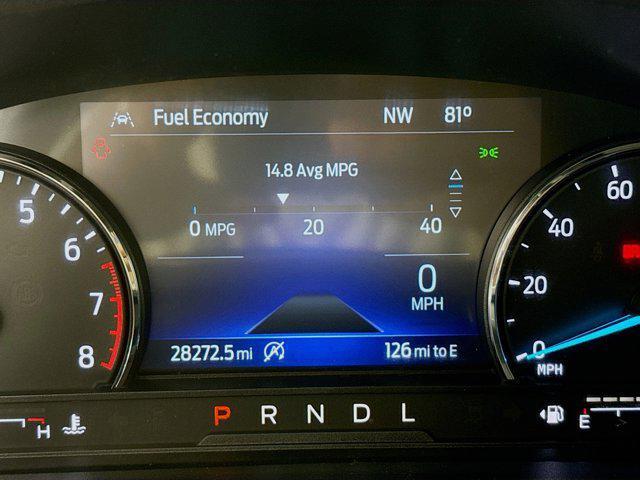 Fuel Economy NW 81°
14.8 Avg MPG
0 MPG 20 40
0
MPH
28272.5 mi 126 mi to E
5
6
7
8
60
40
20
0
MPH
H P R N D L E